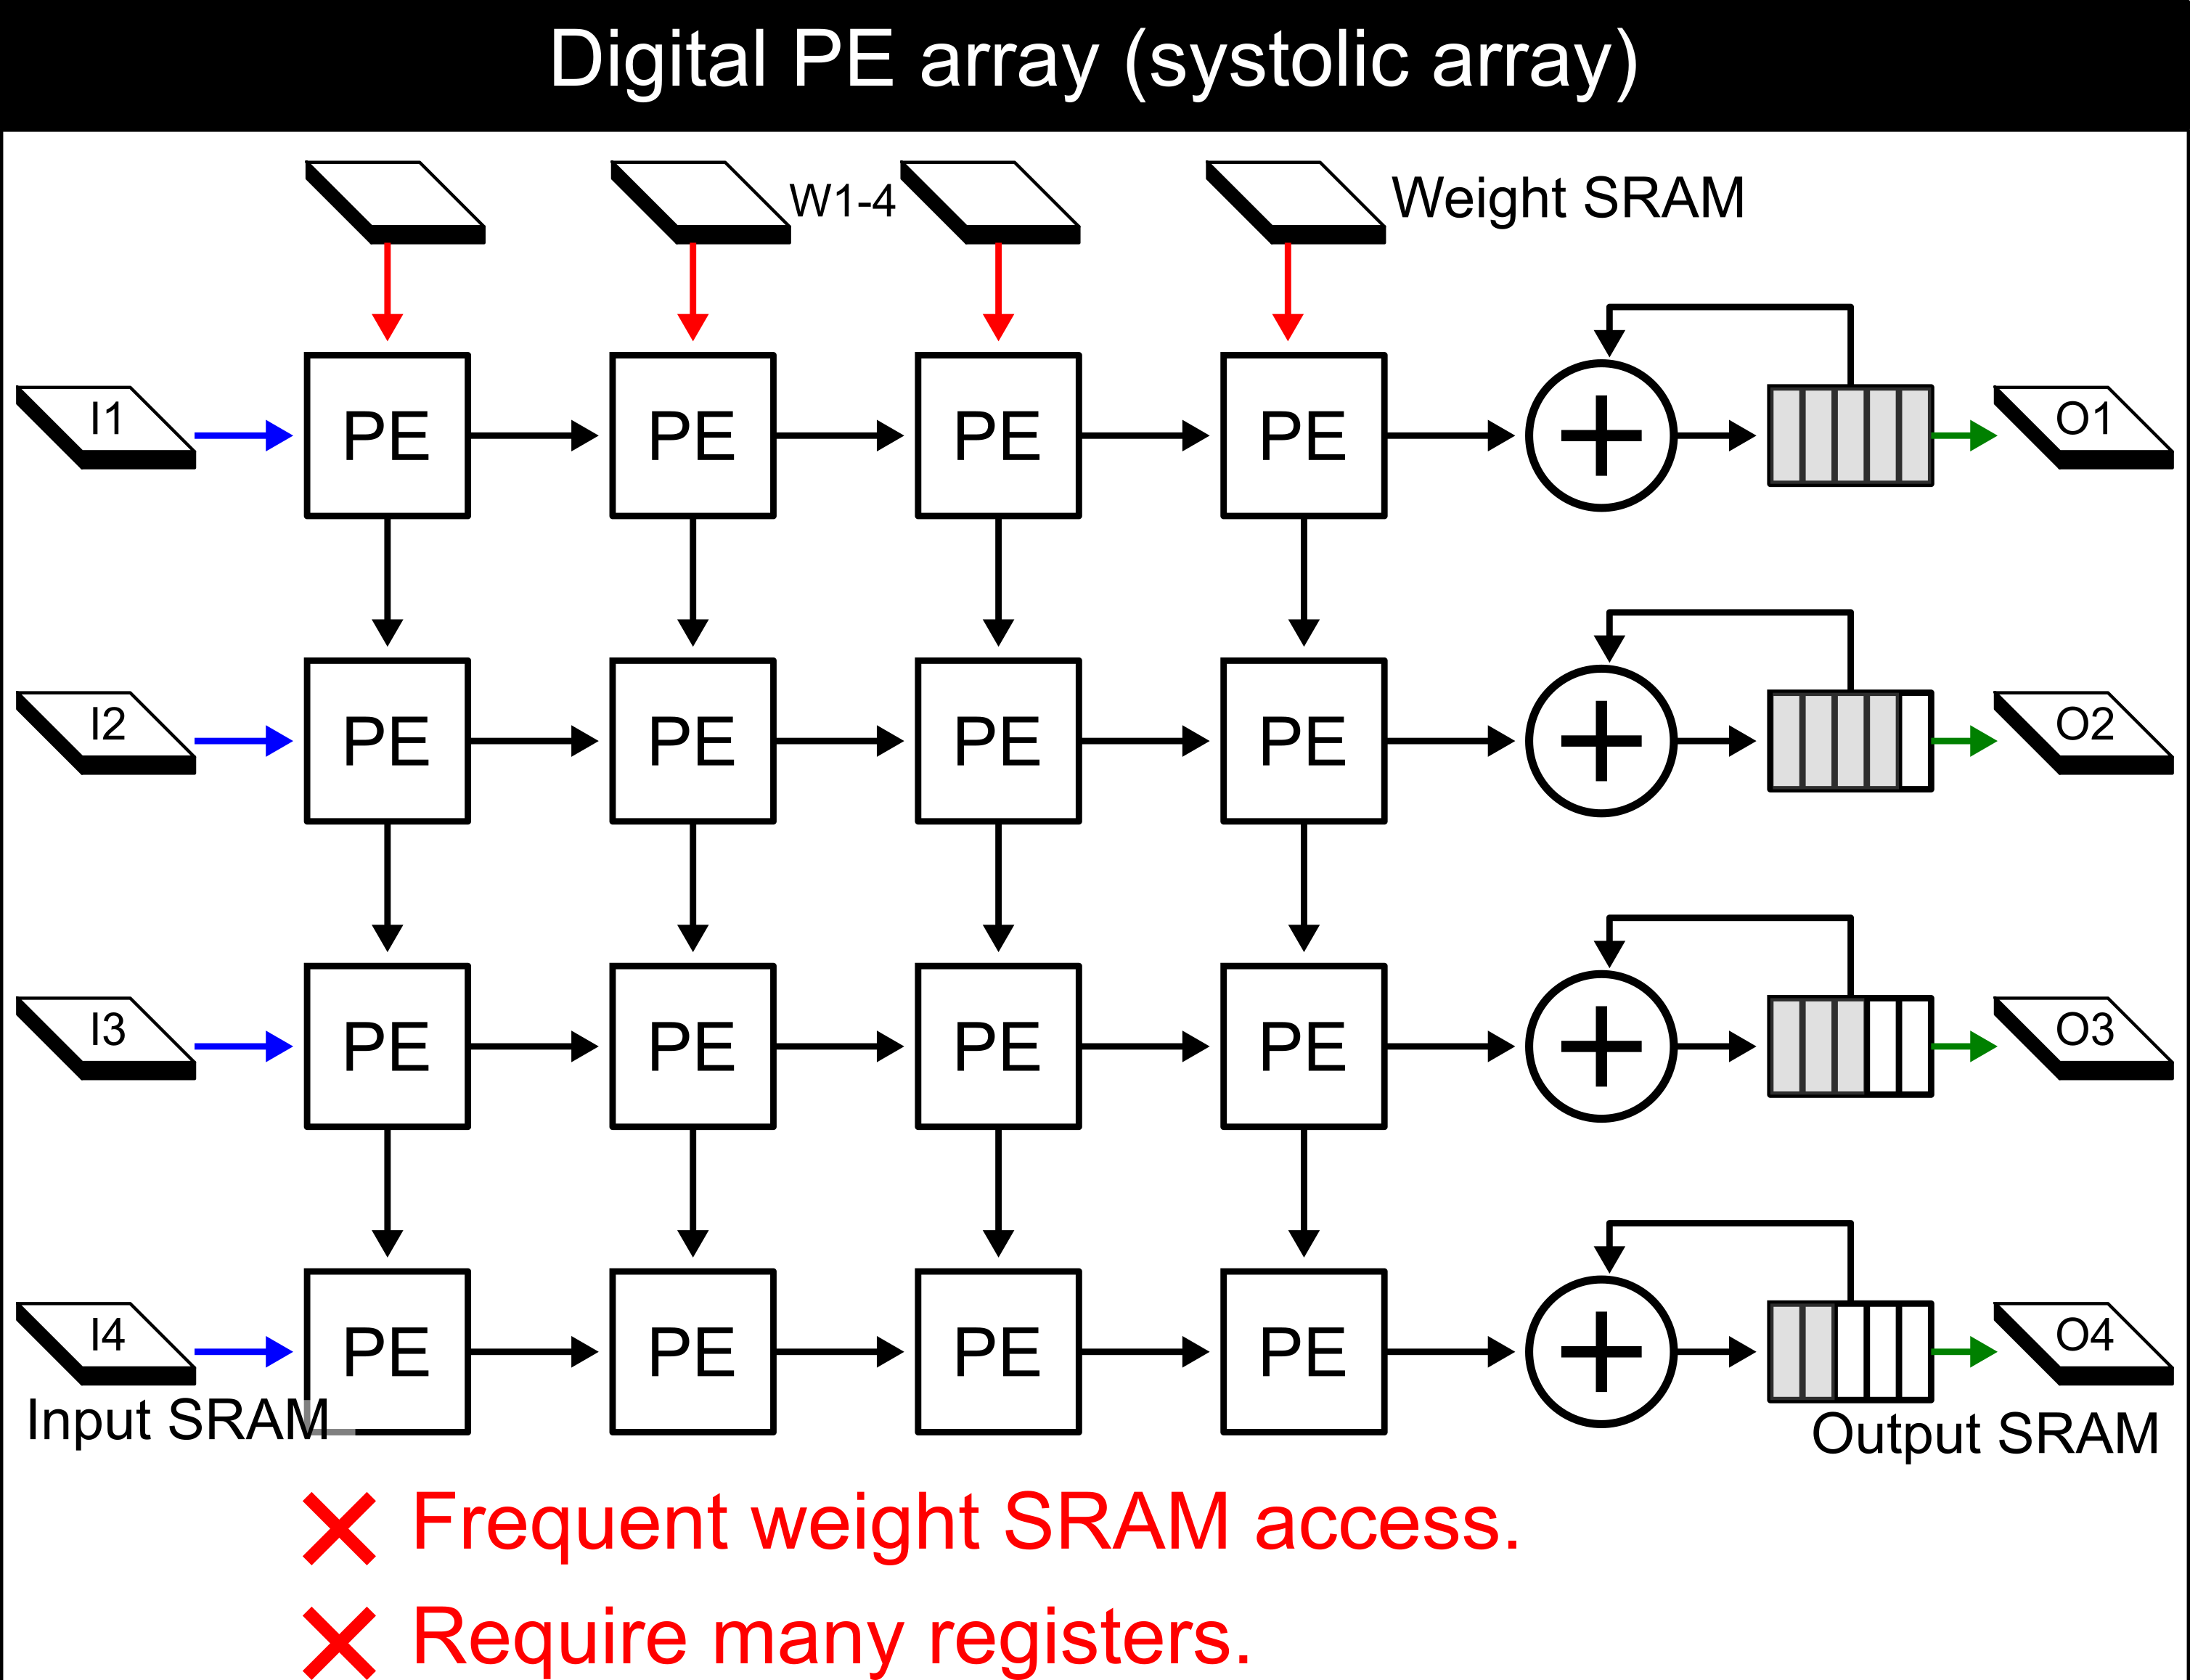 Digital PE array (systolic array)
W1-4
Weight SRAM
I1
PE
PE
PE
PE
O1
I2
PE
PE
PE
PE
O2
I3
PE
PE
PE
PE
O3
I4
PE
PE
PE
PE
O4
Input SRAM
Output SRAM
Frequent weight SRAM access.
Require many registers.